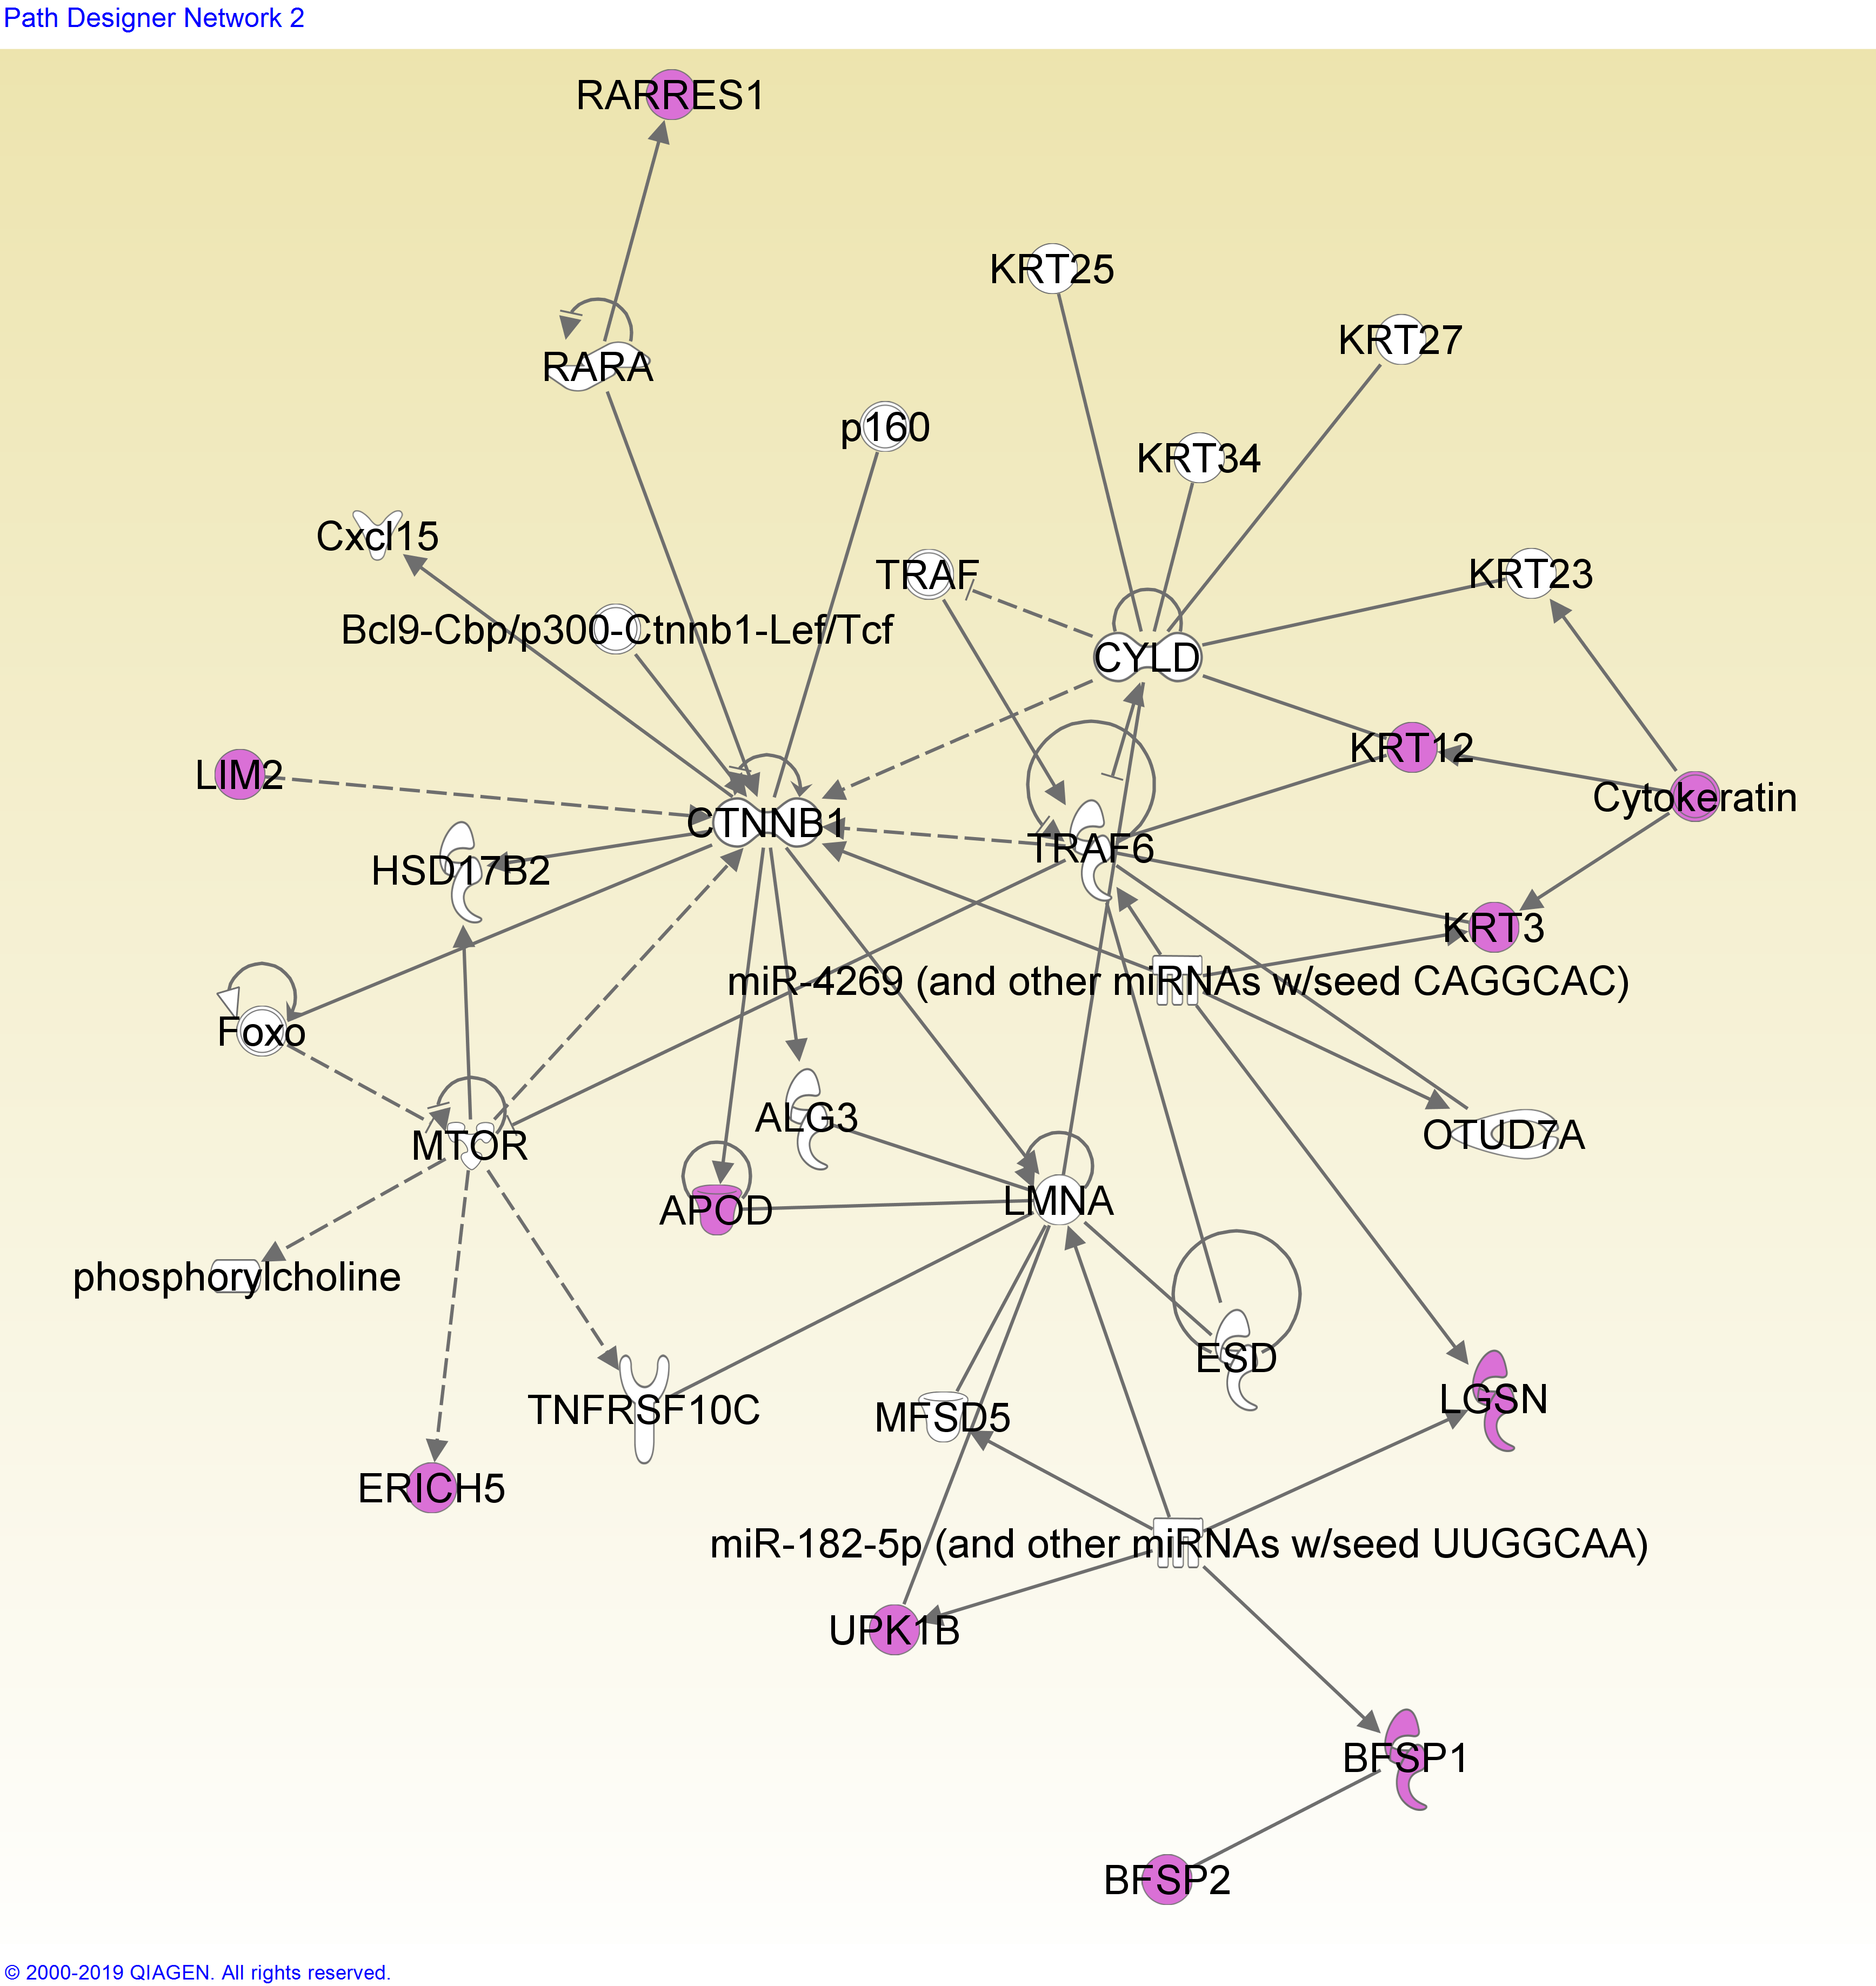 Path Designer Network 2
RARRES1
KRT25
KRT27
RARA
p160
KRT34
Cxcl15
TRAF
KRT23
Bcl9-Cbp/p300-Ctnnb1-Lef/Tcf
CYLD
KRT12
LIM2
Cytokeratin
CTNNB1
TRAF6
HSD17B2
KRT3
miR-4269 (and other miRNAs w/seed CAGGCAC)
Foxo
ALG3
OTUD7A
MTOR
LMNA
APOD
phosphorylcholine
ESD
LGSN
TNFRSF10C
MFSD5
ERICH5
miR-182-5p (and other miRNAs w/seed UUGGCAA)
UPK1B
BFSP1
BFSP2
© 2000-2019 QIAGEN. All rights reserved.